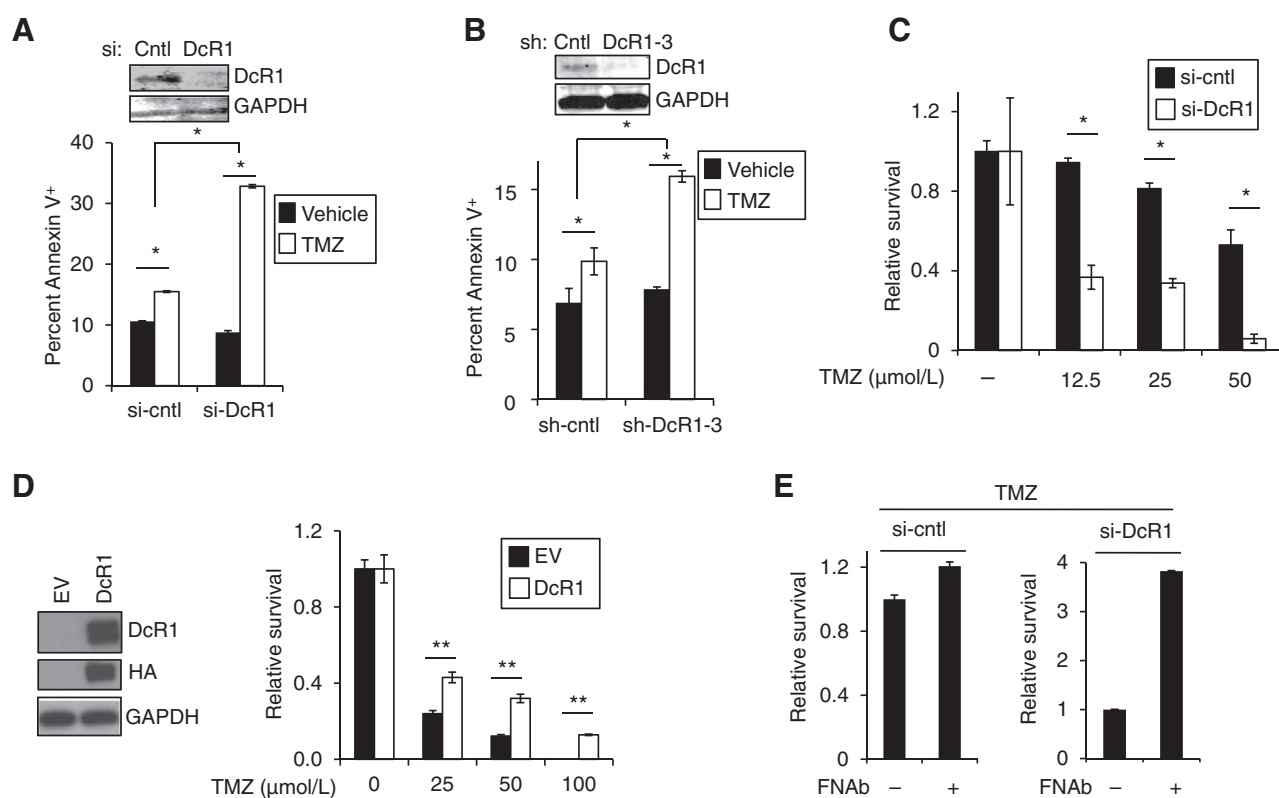 A
si: Cntl DcR1
DcR1
GAPDH
*
*
*
40
30
20
10
0
Percent Annexin V+
Vehicle
TMZ
si-cntl si-DcR1
B
sh: Cntl DcR1-3
DcR1
GAPDH
*
*
*
15
10
5
0
Percent Annexin V+
Vehicle
TMZ
sh-cntl sh-DcR1-3
C
si-cntl
si-DcR1
1.2
0.8
0.4
0
Relative survival
*
*
*
TMZ (μmol/L) – 12.5 25 50
D
EV DcR1
DcR1
HA
GAPDH
1.2
0.8
0.4
0.0
Relative survival
EV
DcR1
**
**
**
TMZ (μmol/L) 0 25 50 100
E
TMZ
si-cntl
1.2
0.8
0.4
0
Relative survival
FNAb – +
si-DcR1
4
3
2
1
0
Relative survival
FNAb – +